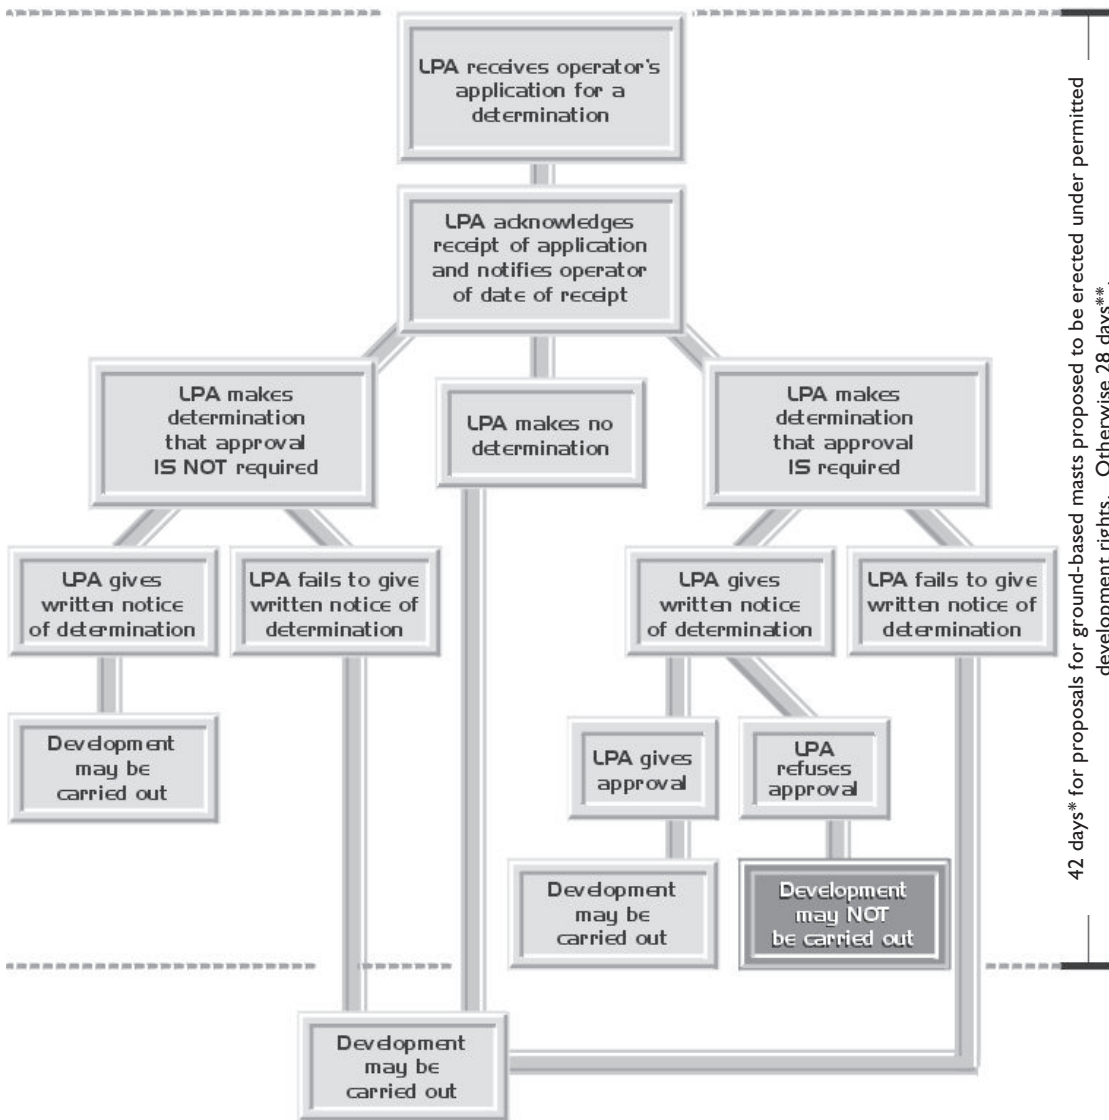 LPA receives operator's
application for a
determination
LPA acknowledges
receipt of application
and notifies operator
of date of receipt
LPA makes
determination
that approval
IS NOT required
LPA makes no
determination
LPA makes
determination
that approval
IS required
LPA gives
written notice
of determination
LPA fails to give
written notice of
determination
LPA gives
written notice
of determination
LPA fails to give
written notice of
determination
Development
may be
carried out
LPA gives
approval
LPA
refuses
approval
Development
may be
carried out
Development
may NOT
be carried out
Development
may be
carried out
42 days* for proposals for ground-based masts proposed to be erected under permitted
development rights. Otherwise 28 days**.